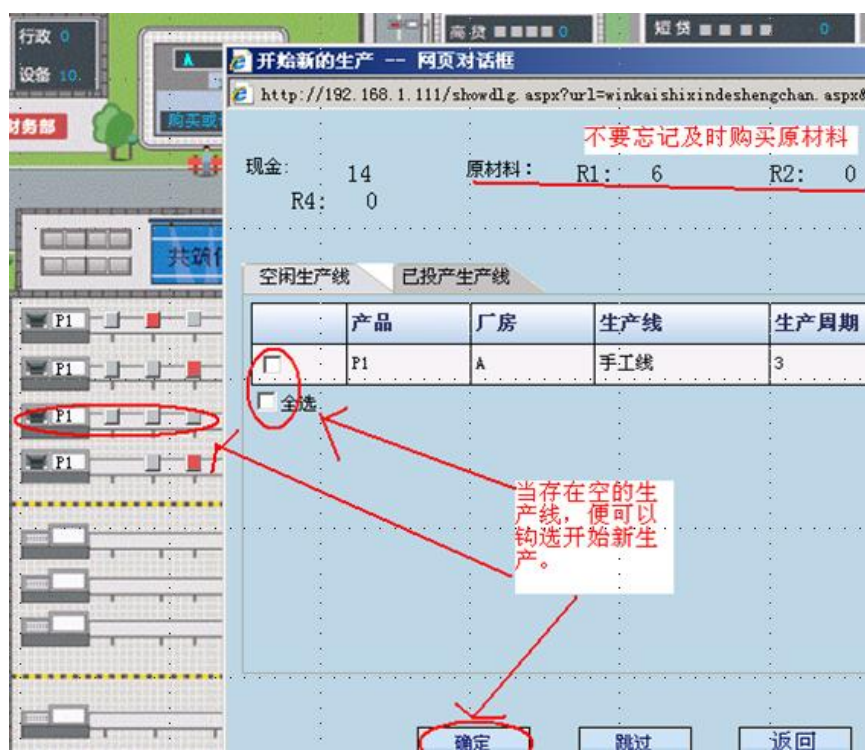 行政 0
高贷 0
短贷 0
设备 10.
A
开始新的生产 -- 网页对话框
http://192.168.1.111/showdlg.aspx?url=winkaishixindeshengchan.aspx&
财务部
购买或
不要忘记及时购买原材料
现金: 14 原材料: R1: 6 R2: 0
R4: 0
空闲生产线 已投产生产线
产品 厂房 生产线 生产周期
P1 A 手工线 3
全选
P1
P1
P1
P1
当存在空的生
产线，便可以
钩选开始新生
产。
确定 跳过 返回